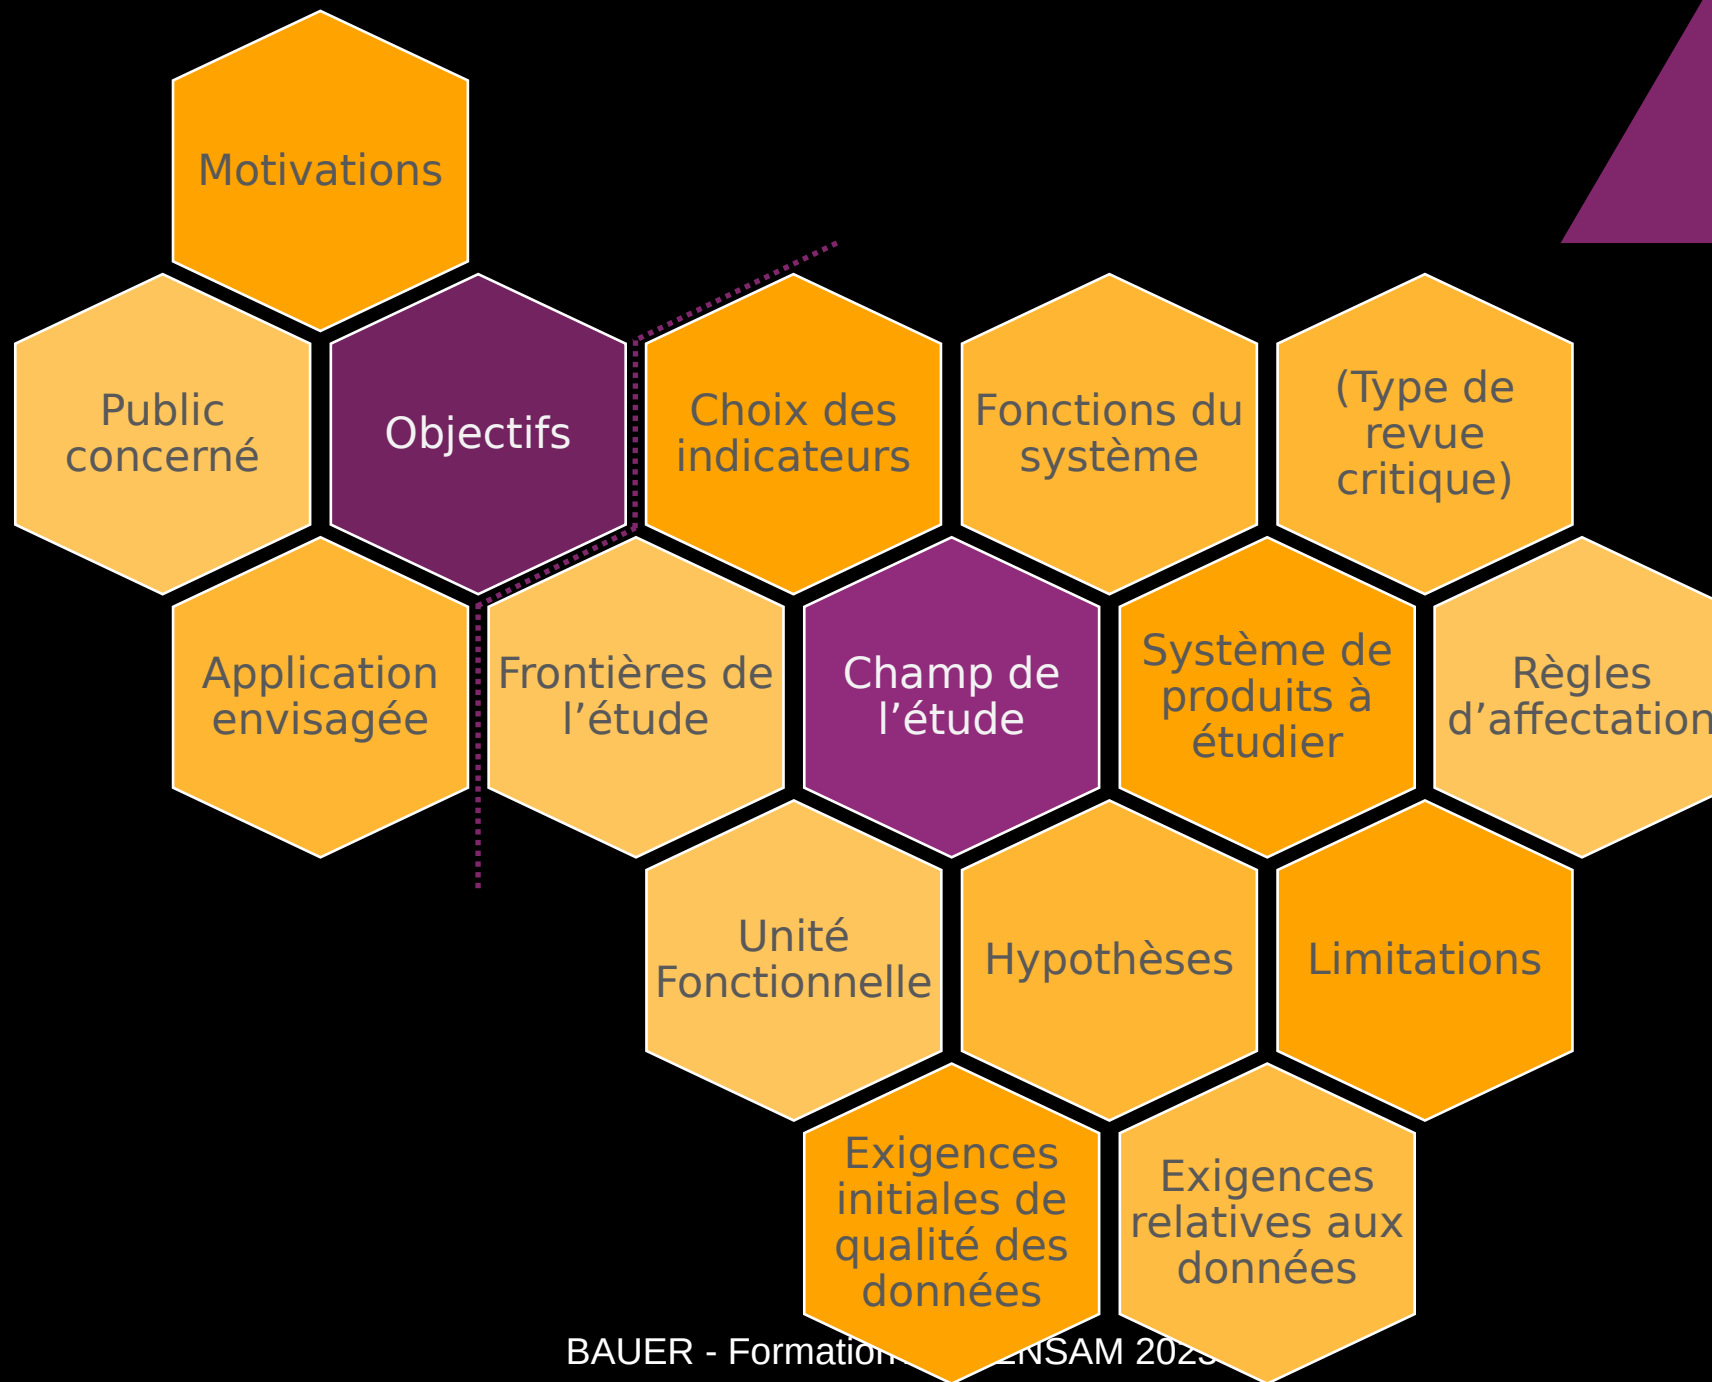 Motivations
Public
concerné
Objectifs
Choix des
indicateurs
Fonctions du
système
(Type de
revue
critique)
Application
envisagée
Frontières de
l’étude
Champ de
l’étude
Système de
produits à
étudier
Règles
d’affectation
Unité
Fonctionnelle
Hypothèses
Limitations
Exigences
initiales de
qualité des
données
Exigences
relatives aux
données
BAUER - Formation